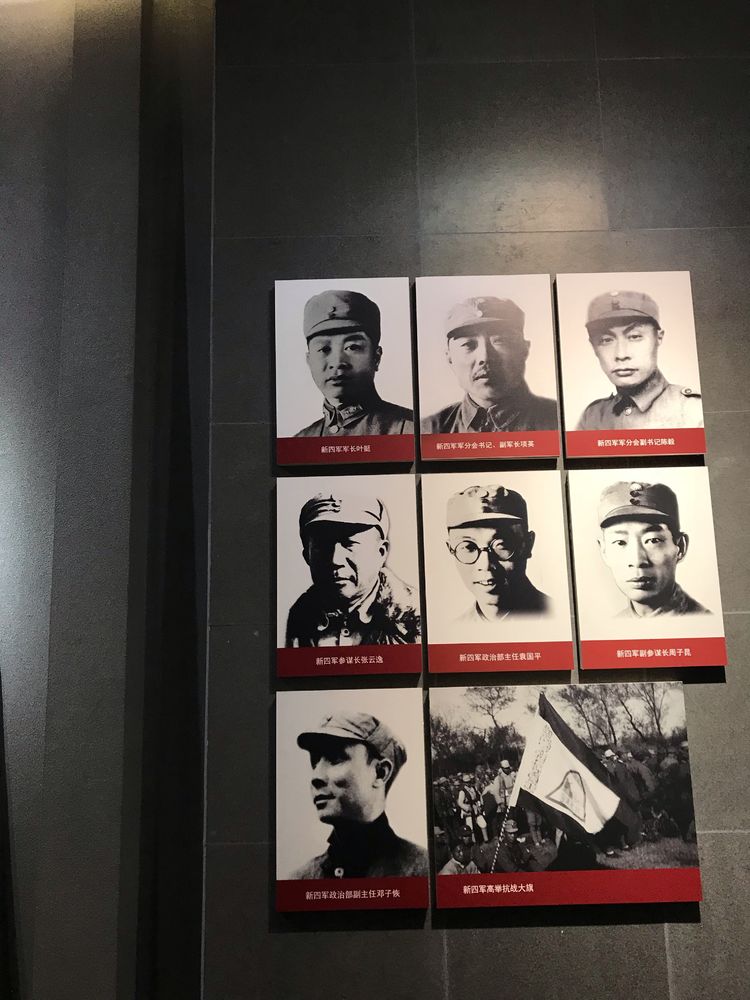 新四军军长叶挺
新四军军分会书记、副军长项英
新四军军分会副书记陈毅
新四军参谋长张云逸
新四军政治部主任袁国平
新四军副参谋长周子昆
新四军政治部副主任邓子恢
新四军高举抗战大旗